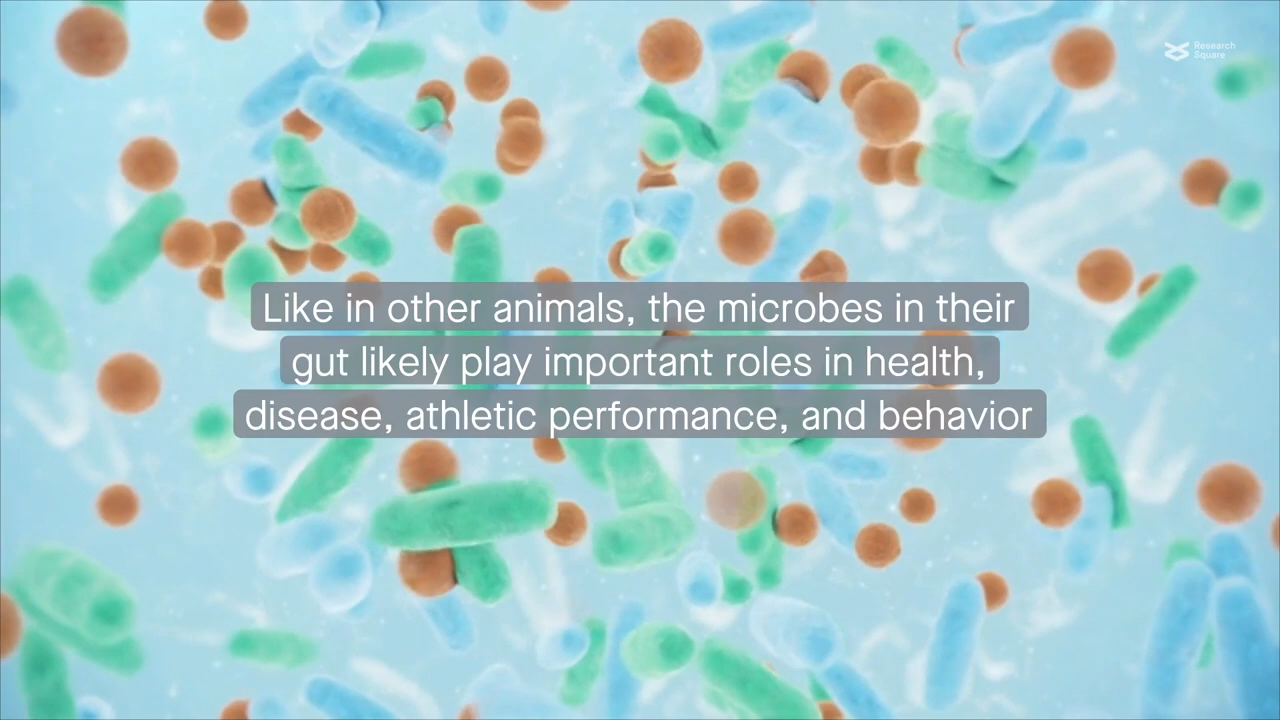 Research
Square
Like in other animals, the microbes in their
gut likely play important roles in health,
disease, athletic performance, and behavior